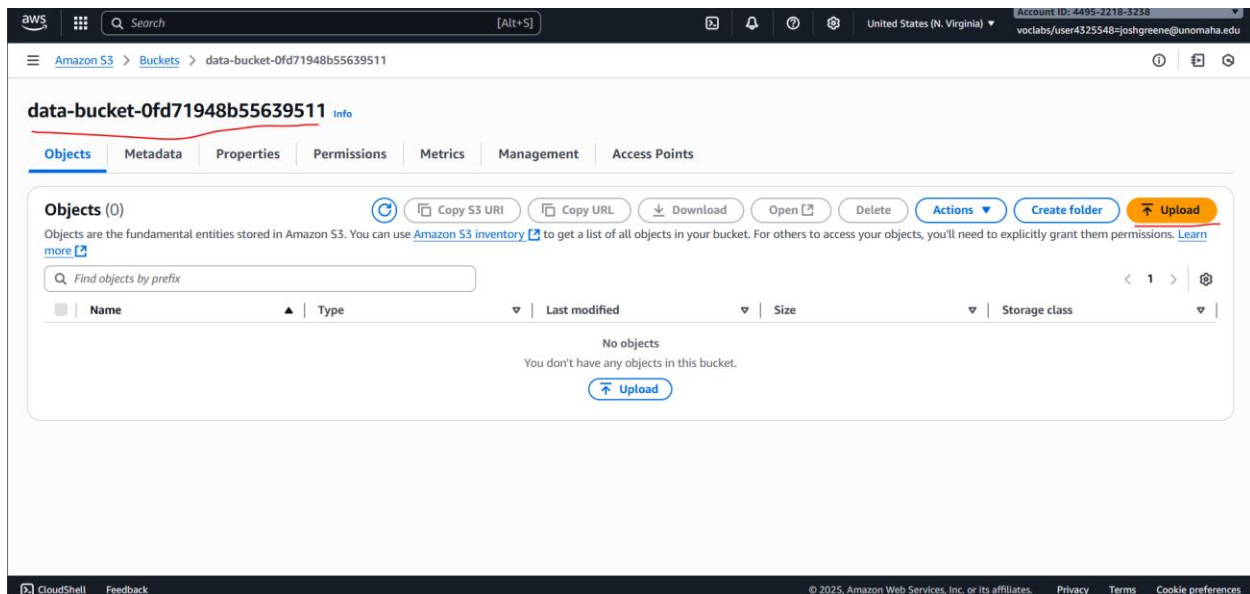 aws Search [Alt+S] United States (N. Virginia) Account ID: 4495-2218-3238
voclabs/user4325548=joshgreene@unomaha.edu
Amazon S3 > Buckets > data-bucket-0fd71948b55639511
data-bucket-0fd71948b55639511 Info
Objects Metadata Properties Permissions Metrics Management Access Points
Objects (0) Copy S3 URI Copy URL Download Open Delete Actions Create folder Upload
Objects are the fundamental entities stored in Amazon S3. You can use Amazon S3 inventory to get a list of all objects in your bucket. For others to access your objects, you'll need to explicitly grant them permissions. Learn
more
Find objects by prefix < 1 >
Name Type Last modified Size Storage class
No objects
You don't have any objects in this bucket.
Upload
CloudShell Feedback © 2025, Amazon Web Services, Inc. or its affiliates. Privacy Terms Cookie preferences